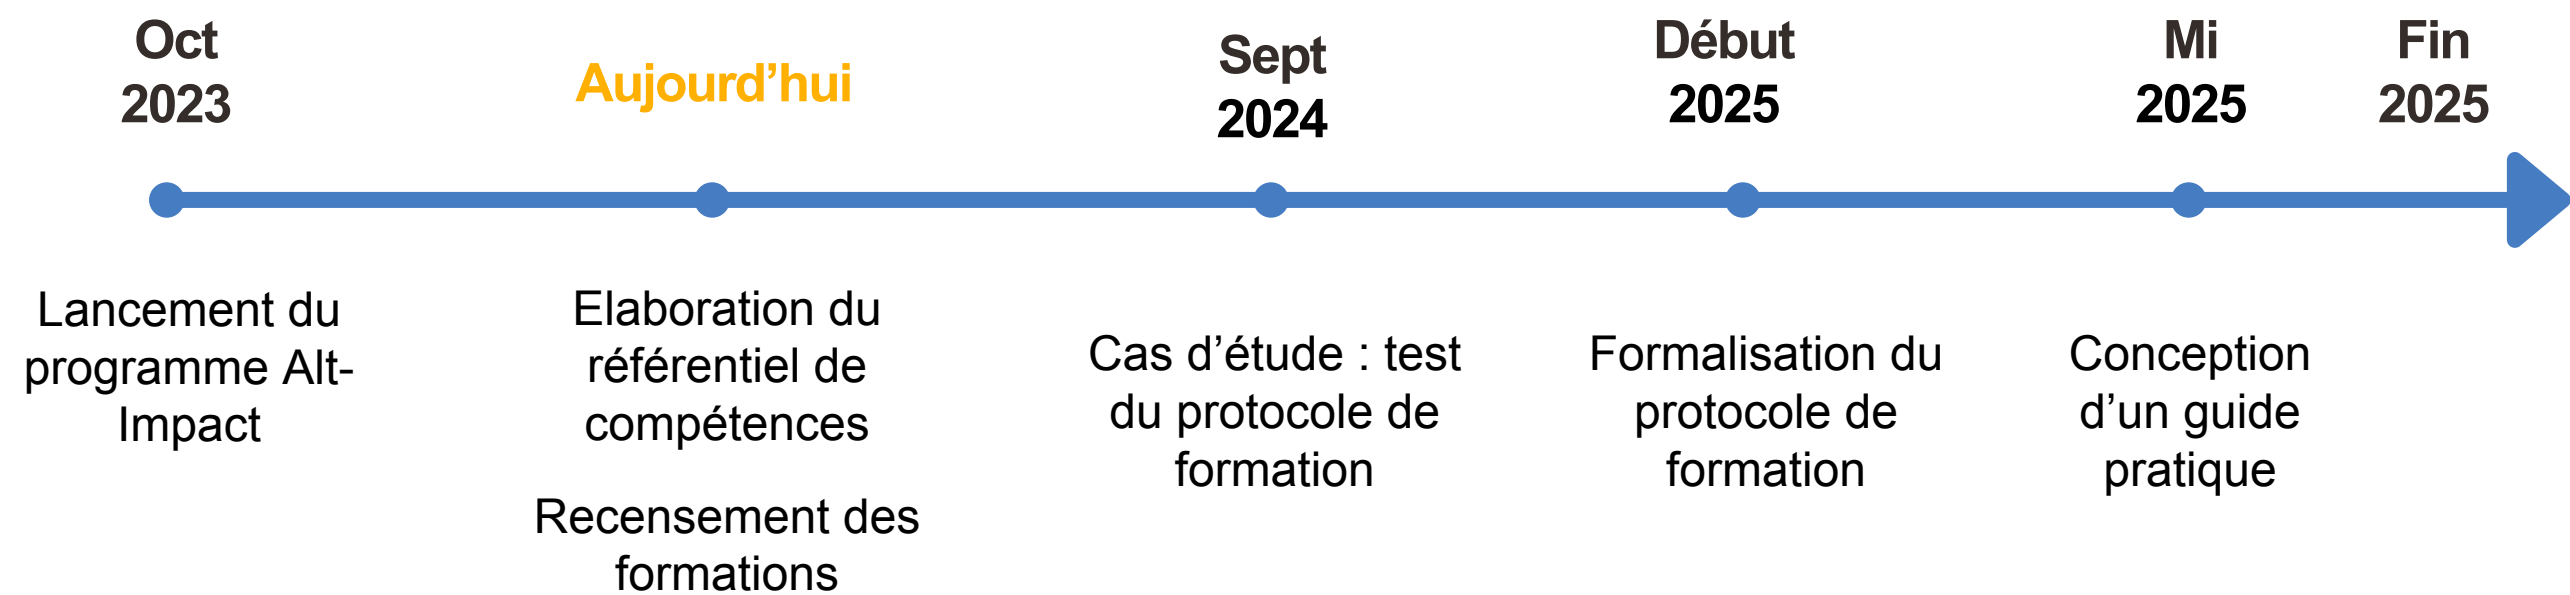 Oct
2023
Aujourd’hui
Sept
2024
Début
2025
Mi
2025
Fin
2025
Lancement du
programme Alt-
Impact
Elaboration du
référentiel de
compétences
Recensement des
formations
Cas d’étude : test
du protocole de
formation
Formalisation du
protocole de
formation
Conception
d’un guide
pratique